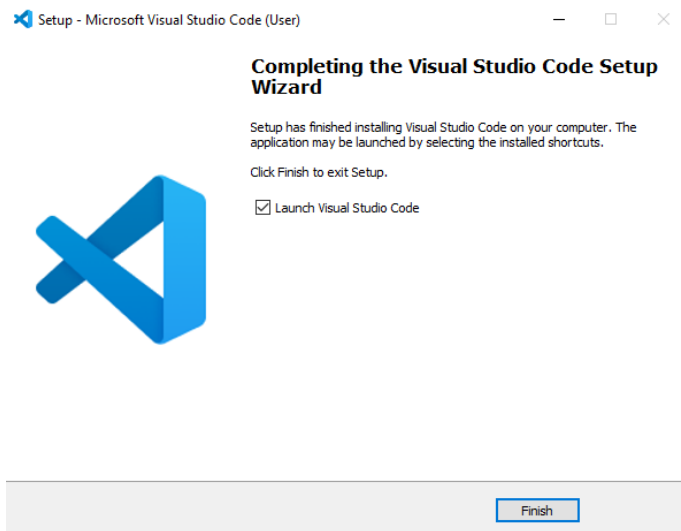 Setup - Microsoft Visual Studio Code (User)
Completing the Visual Studio Code Setup
Wizard
Setup has finished installing Visual Studio Code on your computer. The
application may be launched by selecting the installed shortcuts.
Click Finish to exit Setup.
Launch Visual Studio Code
Finish